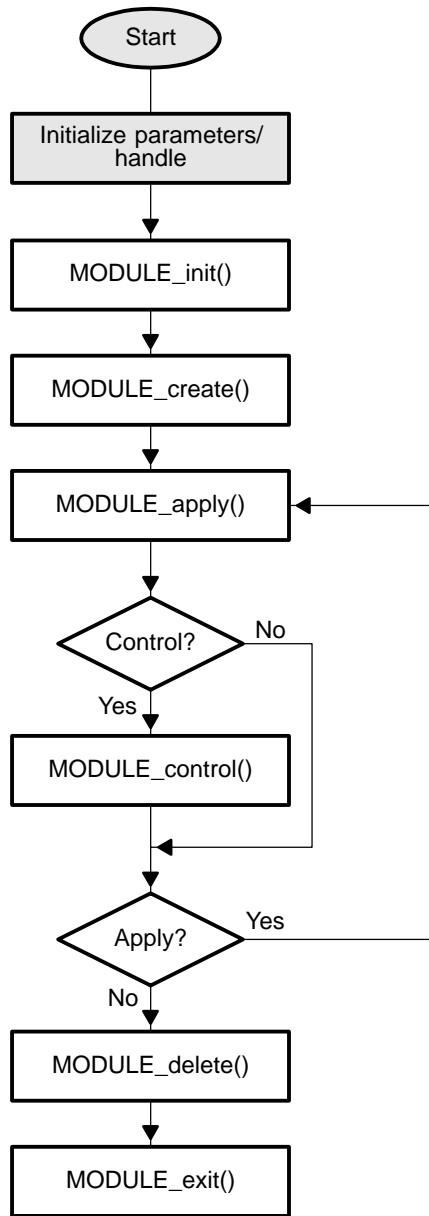 Start
Initialize parameters/
handle
MODULE_init()
MODULE_create()
MODULE_apply()
Control?
No
Yes
MODULE_control()
Apply?
Yes
No
MODULE_delete()
MODULE_exit()